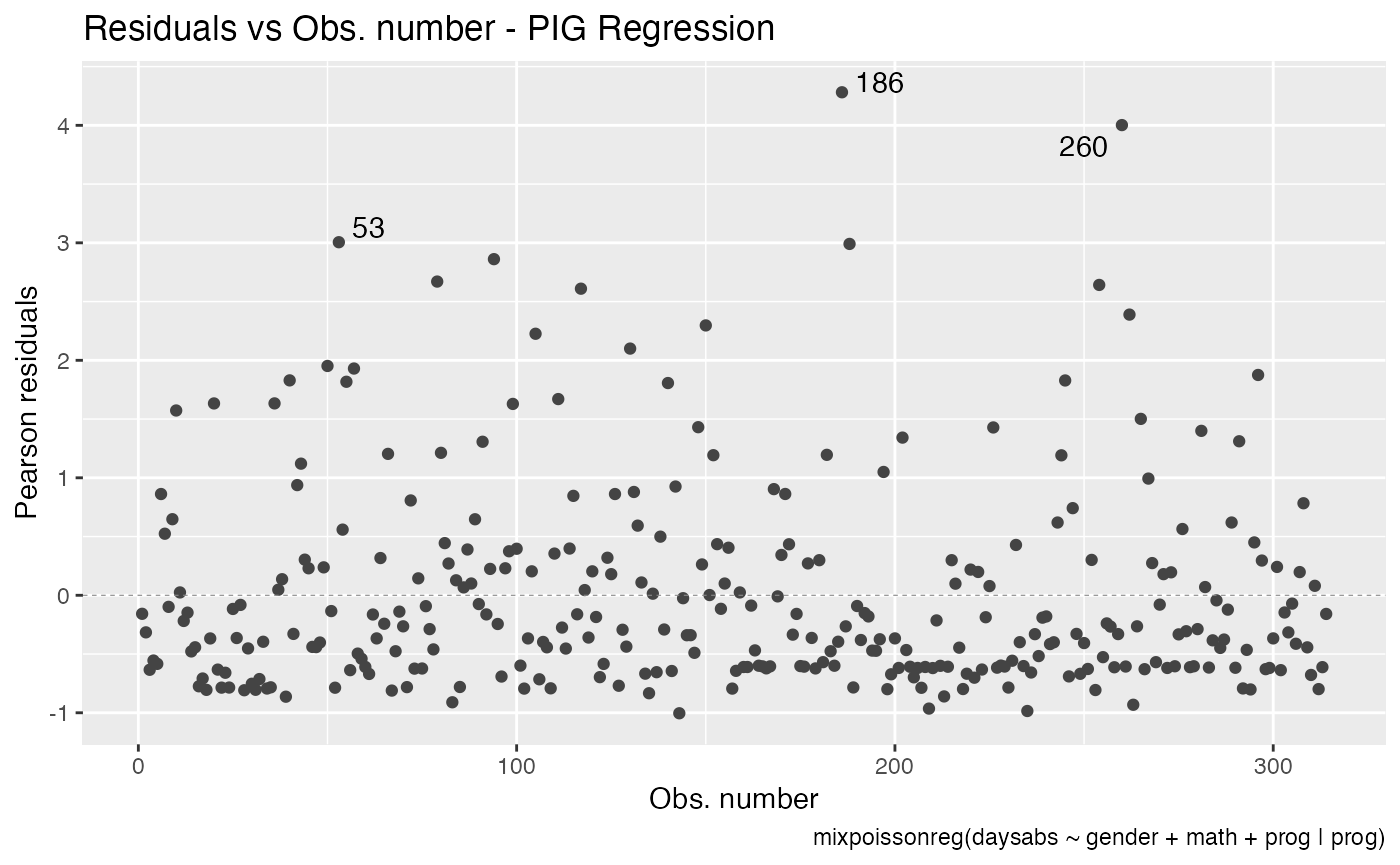 Residuals vs Obs. number - PIG Regression
186
4
260
53
3
2
1
0
-1
Pearson residuals
0 100 200 300
Obs. number
mixpoissonreg(daysabs ~ gender + math + prog | prog)